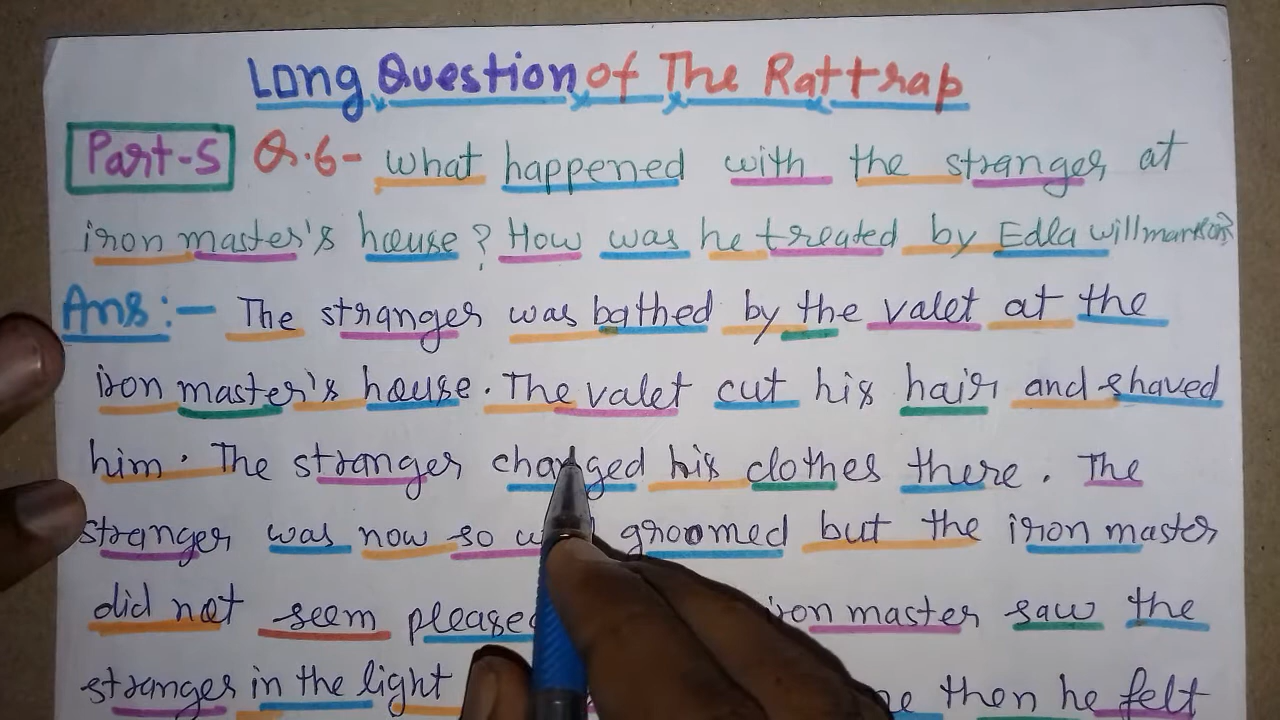 Long Question of The Rattrap
Part-5 Q.6- What happened with the stranger at
iron master's house? How was he treated by Edla willmanson?
Ans:- The stranger was bathed by the valet at the
iron master's house. The valet cut his hair and shaved
him. The stranger changed his clothes there. The
stranger was now so groomed but the iron master
did not seem pleased iron master saw the
stranger in the light then he felt